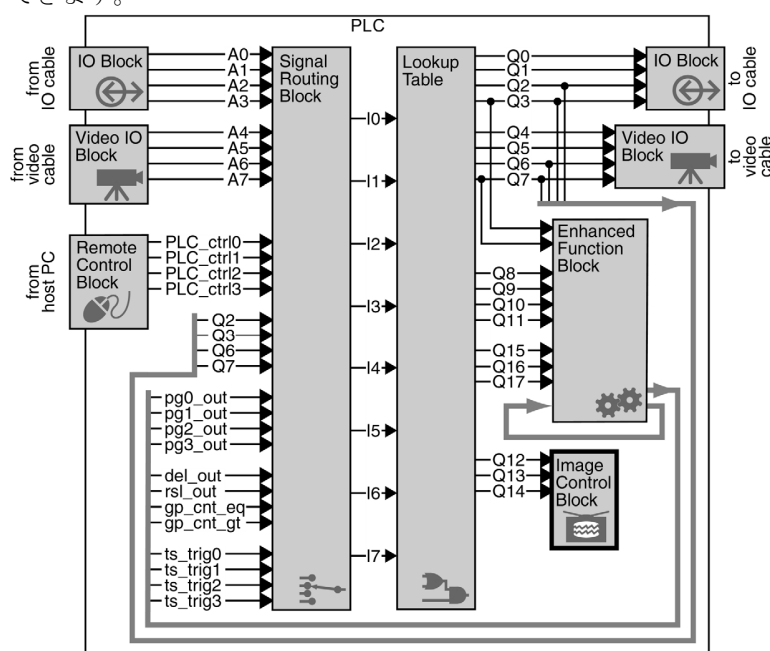 できます。
PLC
from
IO cable
IO Block
A0
A1
A2
A3
from
video
cable
Video IO
Block
A4
A5
A6
A7
from
host PC
Remote
Control
Block
PLC_ctrl0
PLC_ctrl1
PLC_ctrl2
PLC_ctrl3
Q2
Q3
Q6
Q7
pg0_out
pg1_out
pg2_out
pg3_out
del_out
rsl_out
gp_cnt_eq
gp_cnt_gt
ts_trig0
ts_trig1
ts_trig2
ts_trig3
Signal
Routing
Block
I0
I1
I2
I3
I4
I5
I6
I7
Lookup
Table
Q0
Q1
Q2
Q3
Q4
Q5
Q6
Q7
Q8
Q9
Q10
Q11
Q15
Q16
Q17
Q12
Q13
Q14
IO Block
to
IO cable
Video IO
Block
to
video
cable
Enhanced
Function
Block
Image
Control
Block